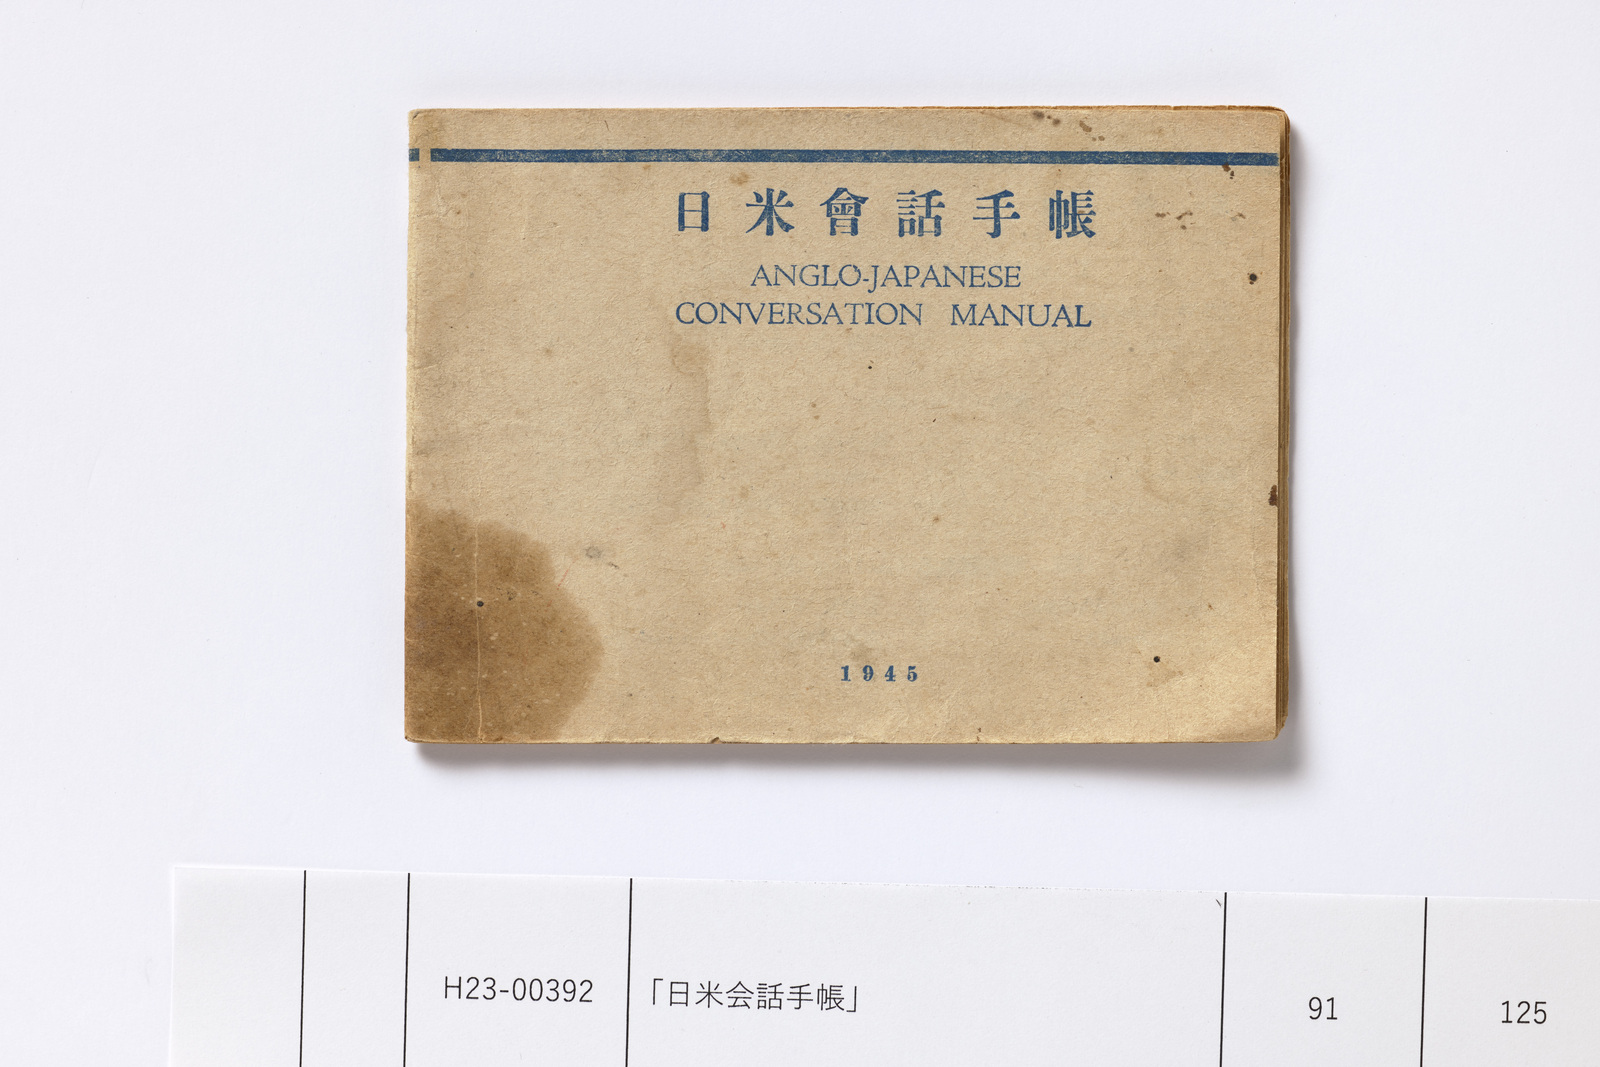 日米會話手帳
ANGLO-JAPANESE
CONVERSATION MANUAL
1945
H23-00392 「日米会話手帳」 91 125